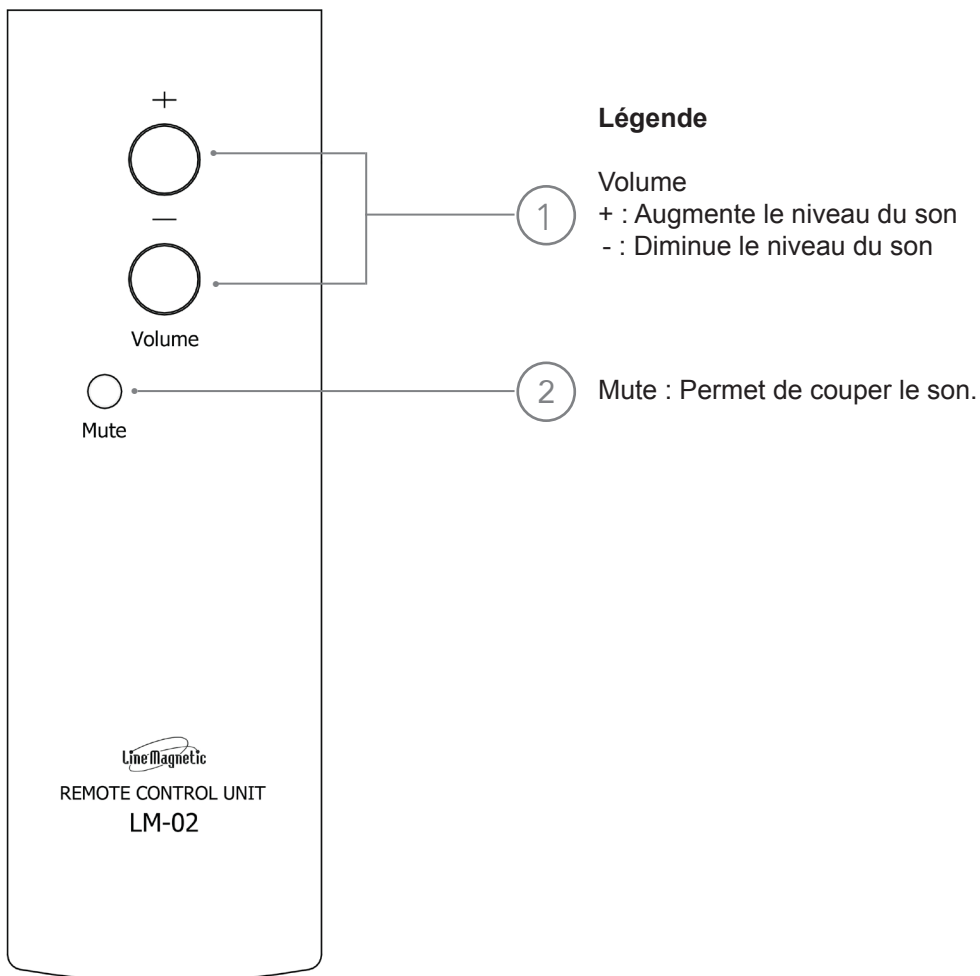 +
−
Volume
Mute
Line Magnetic
REMOTE CONTROL UNIT
LM-02
1
2
Légende
Volume
+ : Augmente le niveau du son
- : Diminue le niveau du son
Mute : Permet de couper le son.